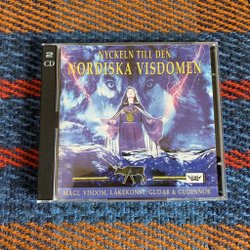 2
CD
NYCKELN TILL DEN
NORDISKA VISDOMEN
MAGI, VISDOM, LÄKEKONST, GUDAR & GUDINNOR